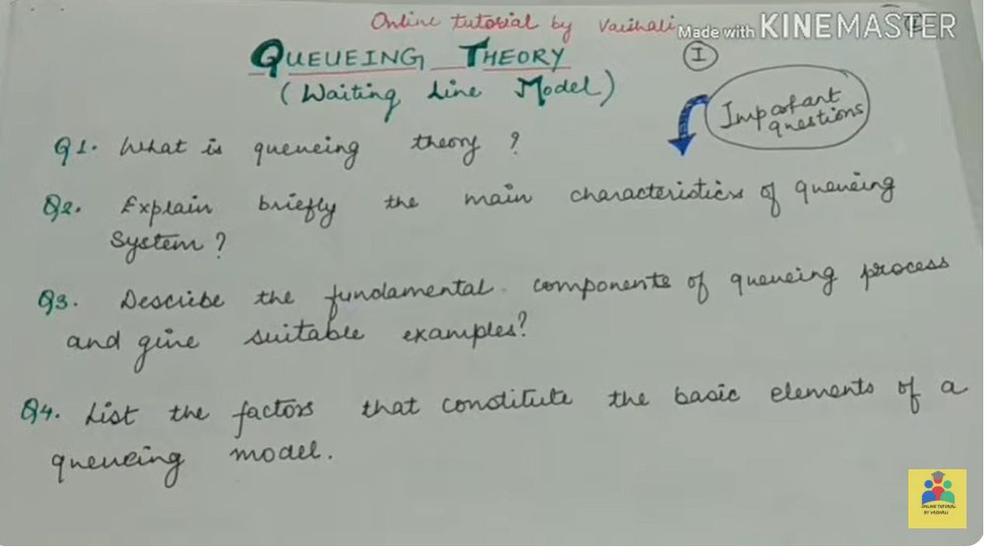 Online tutorial by Vaishali
Made with KINEMASTER
QUEUEING THEORY
I
(Waiting Line Model)
Important
questions
Q1. What is queueing theory ?
Q2. Explain briefly the main characteristics of queueing
System ?
Q3. Describe the fundamental components of queueing process
and give suitable examples?
Q4. List the factors that constitute the basic elements of a
queueing model.
ONLINE TUTORIAL
BY VAISHALI